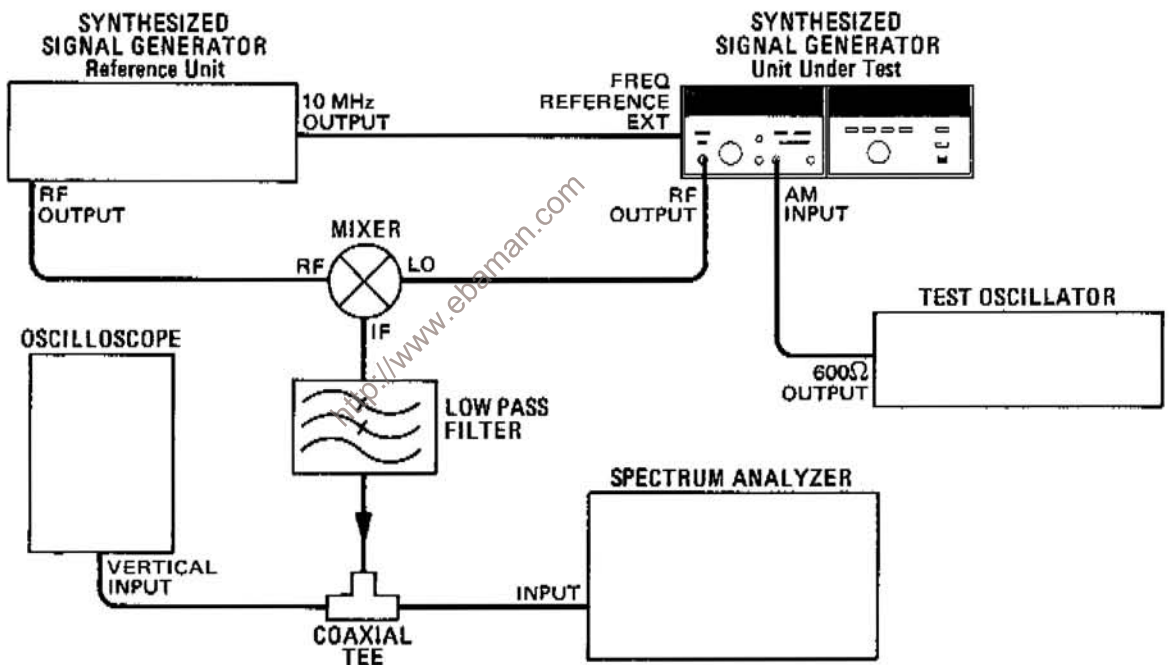 SYNTHESIZED
SIGNAL GENERATOR
Reference Unit
SYNTHESIZED
SIGNAL GENERATOR
Unit Under Test
10 MHz
OUTPUT
FREQ
REFERENCE
EXT
RF
OUTPUT
MIXER
RF
LO
IF
RF
OUTPUT
AM
INPUT
TEST OSCILLATOR
600Ω
OUTPUT
OSCILLOSCOPE
LOW PASS
FILTER
SPECTRUM ANALYZER
VERTICAL
INPUT
INPUT
COAXIAL
TEE
http://www.ebaman.com